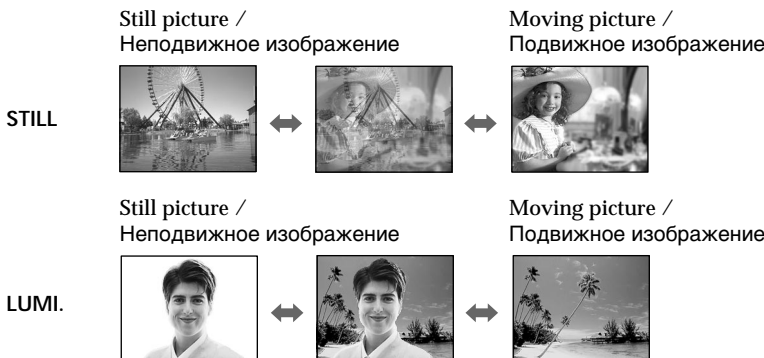 Still picture /
Неподвижное изображение
Moving picture /
Подвижное изображение
STILL
Still picture /
Неподвижное изображение
Moving picture /
Подвижное изображение
LUMI.